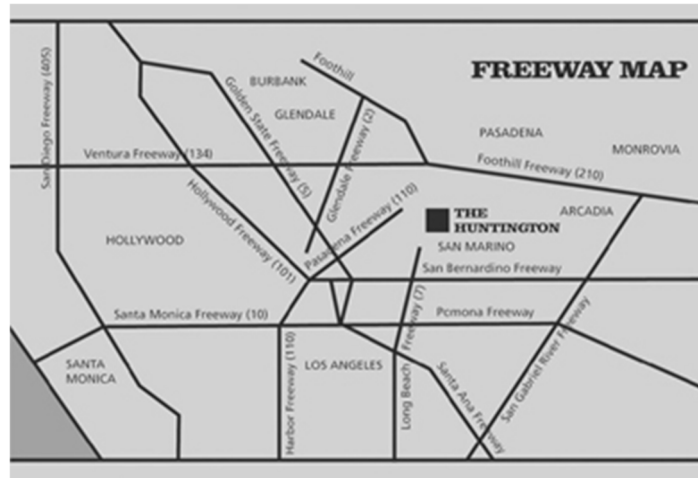 FREEWAY MAP
San Diego Freeway (405)
BURBANK
Foothill
GLENDALE
Golden State Freeway (5)
Glendale Freeway (2)
PASADENA
MONROVIA
Ventura Freeway (134)
Foothill Freeway (210)
Hollywood Freeway (101)
Pasadena Freeway (110)
THE
HUNTINGTON
ARCADIA
HOLLYWOOD
SAN MARINO
San Bernardino Freeway
Santa Monica Freeway (10)
Pomona Freeway
SANTA
MONICA
Harbor Freeway (110)
LOS ANGELES
Long Beach Freeway (7)
Santa Ana Freeway
San Gabriel River Freeway